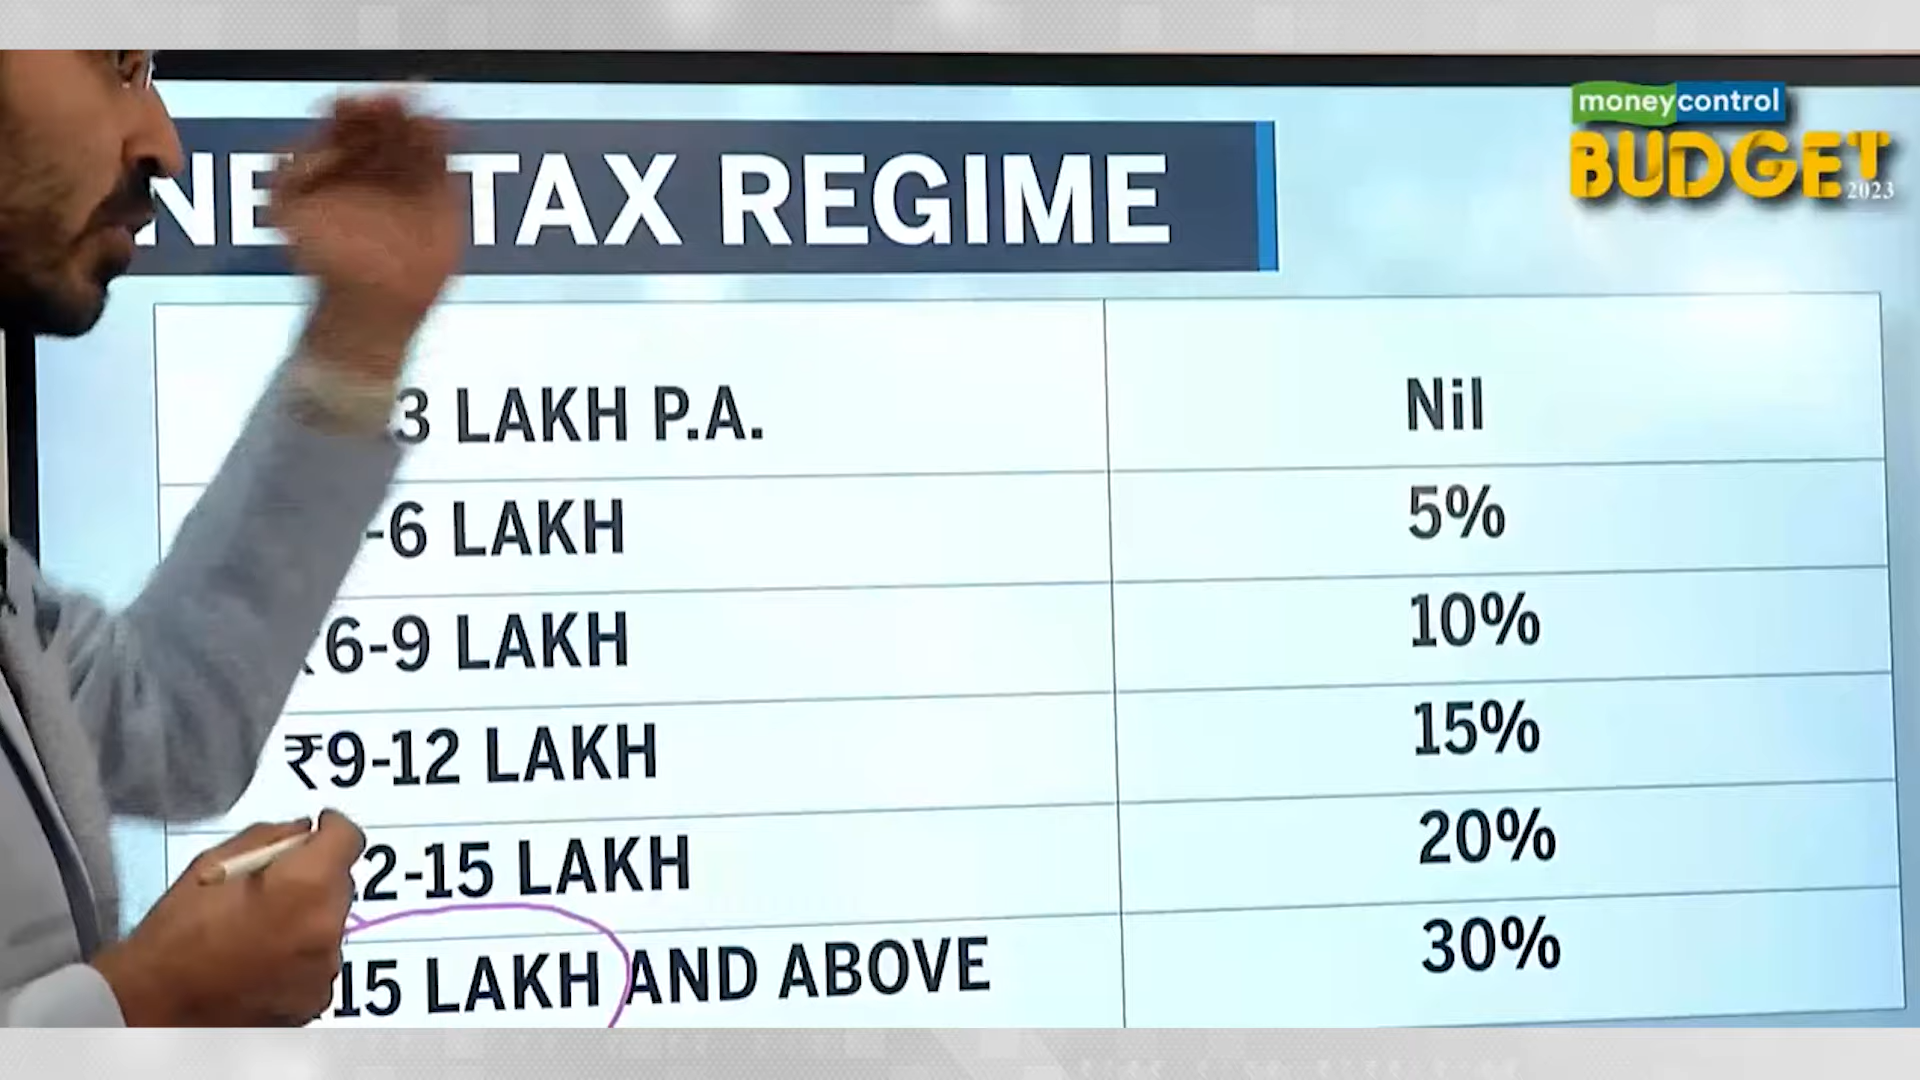 moneycontrol
BUDGET
2023
TAX REGIME
3 LAKH P.A. Nil
-6 LAKH 5%
₹6-9 LAKH 10%
₹9-12 LAKH 15%
2-15 LAKH 20%
15 LAKH AND ABOVE 30%